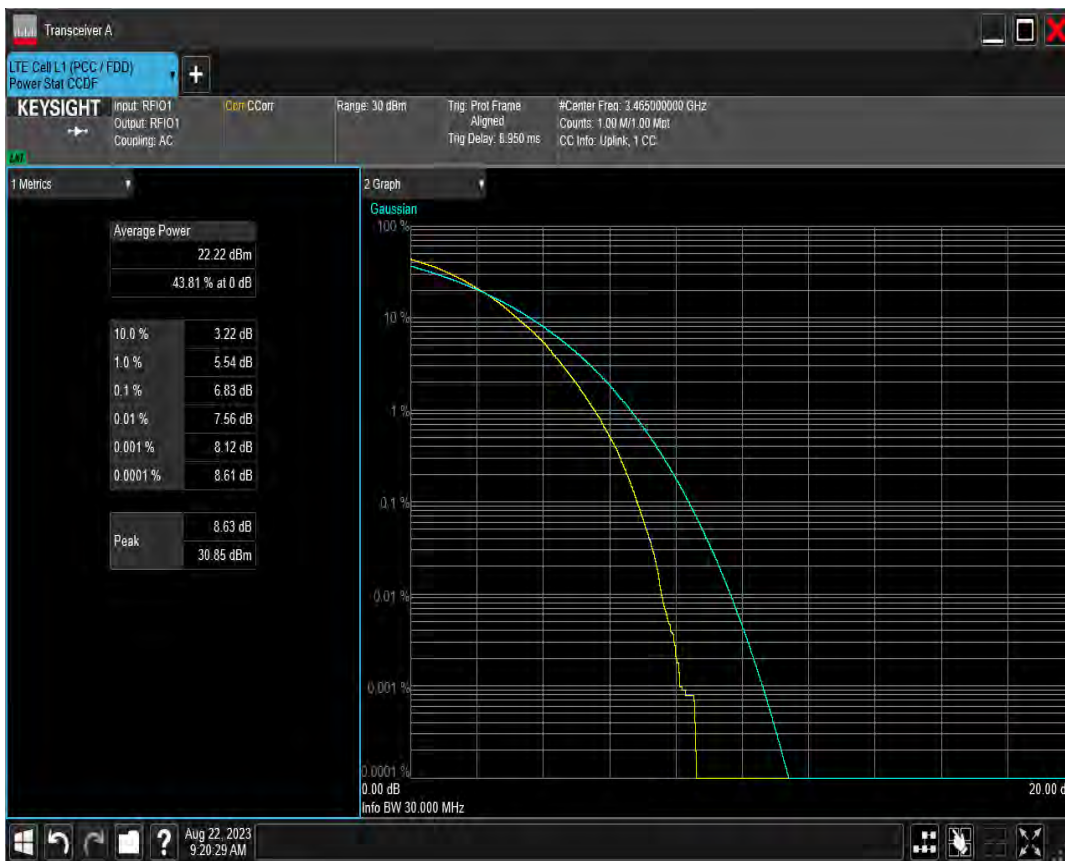 Transceiver A
LTE Cell L1 (PCC / FDD)
Power Stat CCDF
+
KEYSIGHT
Input: RFIO1
Output: RFIO1
Coupling: AC
Corr CCorr
Range: 30 dBm
Trig: Prot Frame
Aligned
Trig Delay: 8.950 ms
#Center Freq: 3.465000000 GHz
Counts: 1.00 M/1.00 Mpt
CC Info: Uplink, 1 CC
1 Metrics
Average Power
22.22 dBm
43.81 % at 0 dB
10.0 % 3.22 dB
1.0 % 5.54 dB
0.1 % 6.83 dB
0.01 % 7.56 dB
0.001 % 8.12 dB
0.0001 % 8.61 dB
Peak
8.63 dB
30.85 dBm
2 Graph
Gaussian
100 %
10 %
1 %
0.1 %
0.01 %
0.001 %
0.0001 %
0.00 dB
20.00 d
Info BW 30.000 MHz
?
Aug 22, 2023
9:20:29 AM